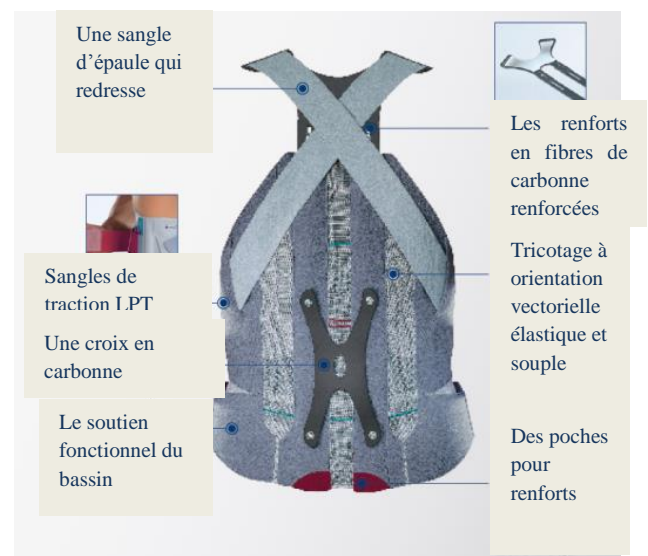 Une sangle
d'épaule qui
redresse
Les renforts
en fibres de
carbonne
renforcées
Sangles de
traction LPT
Tricotage à
orientation
vectorielle
élastique et
souple
Une croix en
carbonne
Le soutien
fonctionnel du
bassin
Des poches
pour
renforts